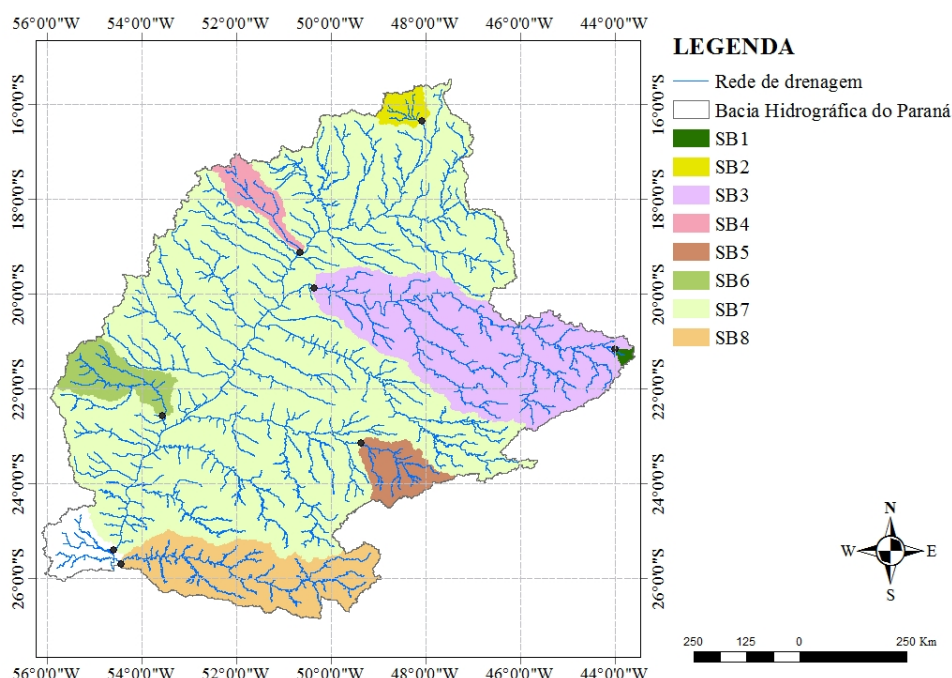 56°0'0"W 54°0'0"W 52°0'0"W 50°0'0"W 48°0'0"W 46°0'0"W 44°0'0"W
16°0'0"S
18°0'0"S
20°0'0"S
22°0'0"S
24°0'0"S
26°0'0"S
16°0'0"S
18°0'0"S
20°0'0"S
22°0'0"S
24°0'0"S
26°0'0"S
56°0'0"W 54°0'0"W 52°0'0"W 50°0'0"W 48°0'0"W 46°0'0"W 44°0'0"W
LEGENDA
Rede de drenagem
Bacia Hidrográfica do Paraná
SB1
SB2
SB3
SB4
SB5
SB6
SB7
SB8
N
W E
S
250 125 0 250 Km